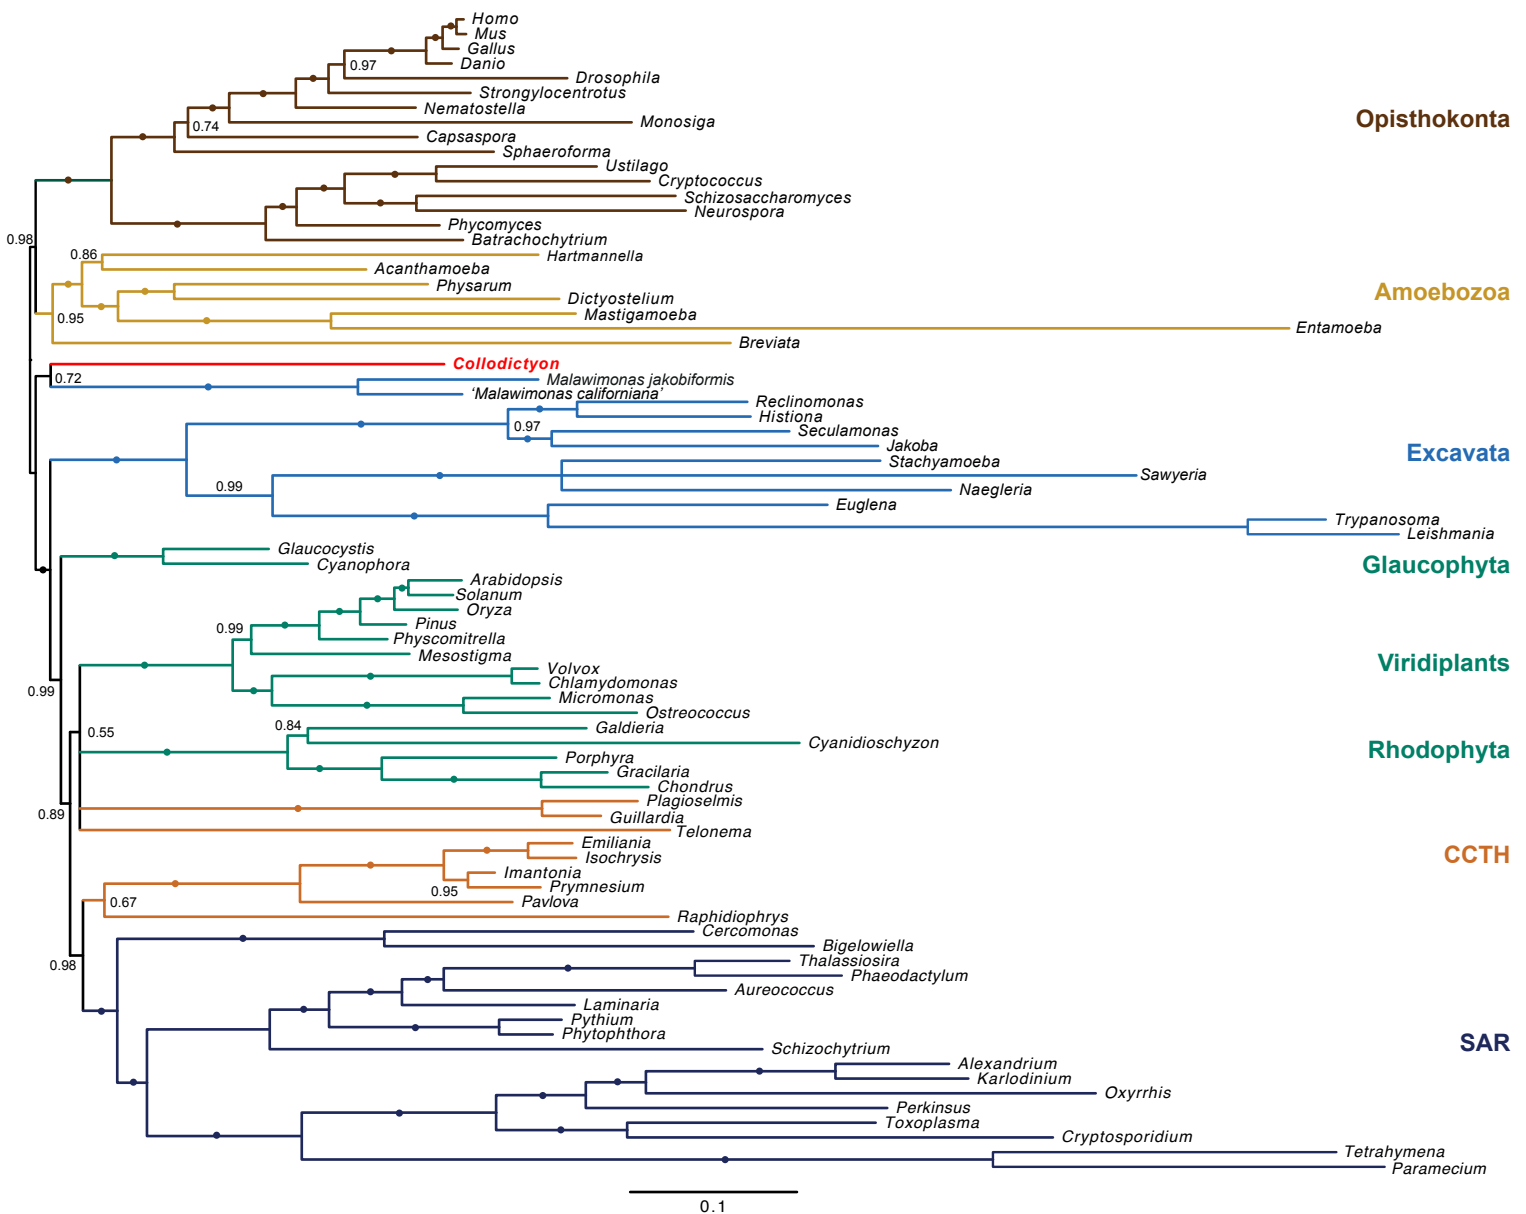 Homo
Mus
Gallus
Danio
0.97
Drosophila
Strongylocentrotus
Nematostella
Monosiga
0.74
Opisthokonta
Capsaspora
Sphaeroforma
Ustilago
Cryptococcus
Schizosaccharomyces
Neurospora
Phycomyces
Batrachochytrium
0.98
0.86
Hartmannella
Acanthamoeba
Physarum
Amoebozoa
Dictyostelium
Mastigamoeba
0.95
Entamoeba
Breviata
Collodictyon
0.72
Malawimonas jakobiformis
‘Malawimonas californiana’
Reclinomonas
Histiona
0.97
Seculamonas
Jakoba
Excavata
Stachyamoeba
Sawyeria
0.99
Naegleria
Euglena
Trypanosoma
Leishmania
Glaucocystis
Cyanophora
Glaucophyta
Arabidopsis
Solanum
Oryza
Pinus
0.99
Physcomitrella
Mesostigma
Viridiplants
Volvox
Chlamydomonas
0.99
Micromonas
Ostreococcus
0.84
Galdieria
0.55
Cyanidioschyzon
Rhodophyta
Porphyra
Gracilaria
Chondrus
Plagioselmis
0.89
Guillardia
Telonema
Emiliania
Isochrysis
CCTH
Imantonia
Prymnesium
0.95
Pavlova
0.67
Raphidiophrys
Cercomonas
Bigelowiella
0.98
Thalassiosira
Phaeodactylum
Aureococcus
Laminaria
Pythium
Phytophthora
SAR
Schizochytrium
Alexandrium
Karlodinium
Oxyrrhis
Perkinsus
Toxoplasma
Cryptosporidium
Tetrahymena
Paramecium
0.1